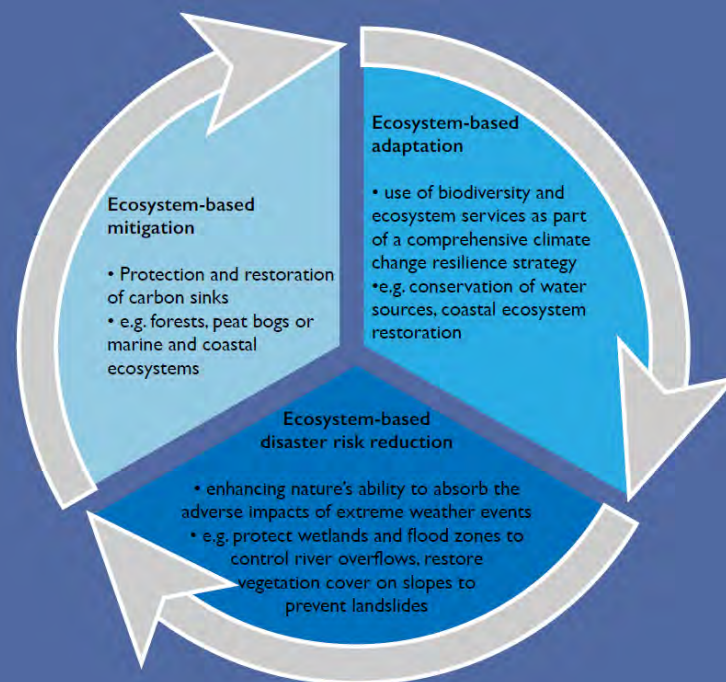 Ecosystem-based
mitigation
• Protection and restoration
of carbon sinks
• e.g. forests, peat bogs or
marine and coastal
ecosystems
Ecosystem-based
adaptation
• use of biodiversity and
ecosystem services as part
of a comprehensive climate
change resilience strategy
•e.g. conservation of water
sources, coastal ecosystem
restoration
Ecosystem-based
disaster risk reduction
• enhancing nature's ability to absorb the
adverse impacts of extreme weather events
• e.g. protect wetlands and flood zones to
control river overflows, restore
vegetation cover on slopes to
prevent landslides